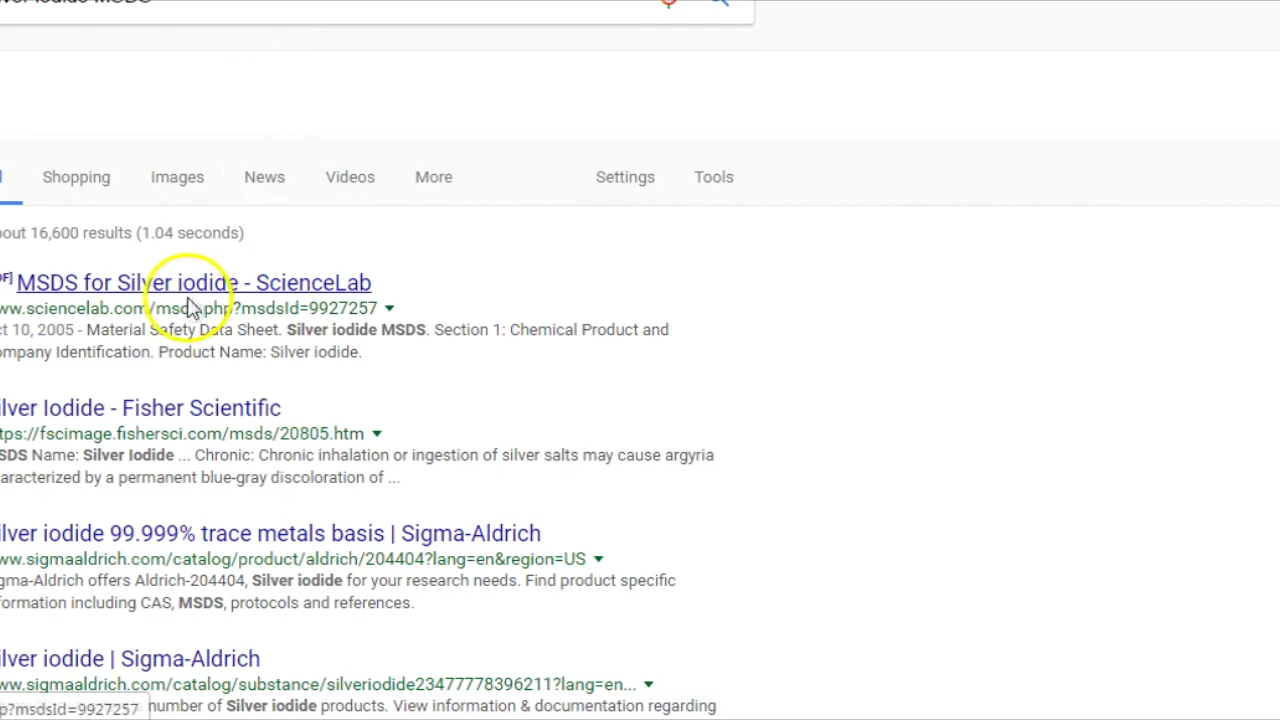 Shopping Images News Videos More Settings Tools
bout 16,600 results (1.04 seconds)
DF] MSDS for Silver iodide - ScienceLab
ww.sciencelab.com/msds.php?msdsId=9927257
ct 10, 2005 - Material Safety Data Sheet. Silver iodide MSDS. Section 1: Chemical Product and
ompany Identification. Product Name: Silver iodide.
ilver Iodide - Fisher Scientific
tps://fscimage.fishersci.com/msds/20805.htm
SDS Name: Silver Iodide ... Chronic: Chronic inhalation or ingestion of silver salts may cause argyria
aracterized by a permanent blue-gray discoloration of ...
ilver iodide 99.999% trace metals basis | Sigma-Aldrich
ww.sigmaaldrich.com/catalog/product/aldrich/204404?lang=en&region=US
gma-Aldrich offers Aldrich-204404, Silver iodide for your research needs. Find product specific
formation including CAS, MSDS, protocols and references.
ilver iodide | Sigma-Aldrich
ww.sigmaaldrich.com/catalog/substance/silveriodide23477778396211?lang=en...
number of Silver iodide products. View information & documentation regarding
p?msdsId=9927257